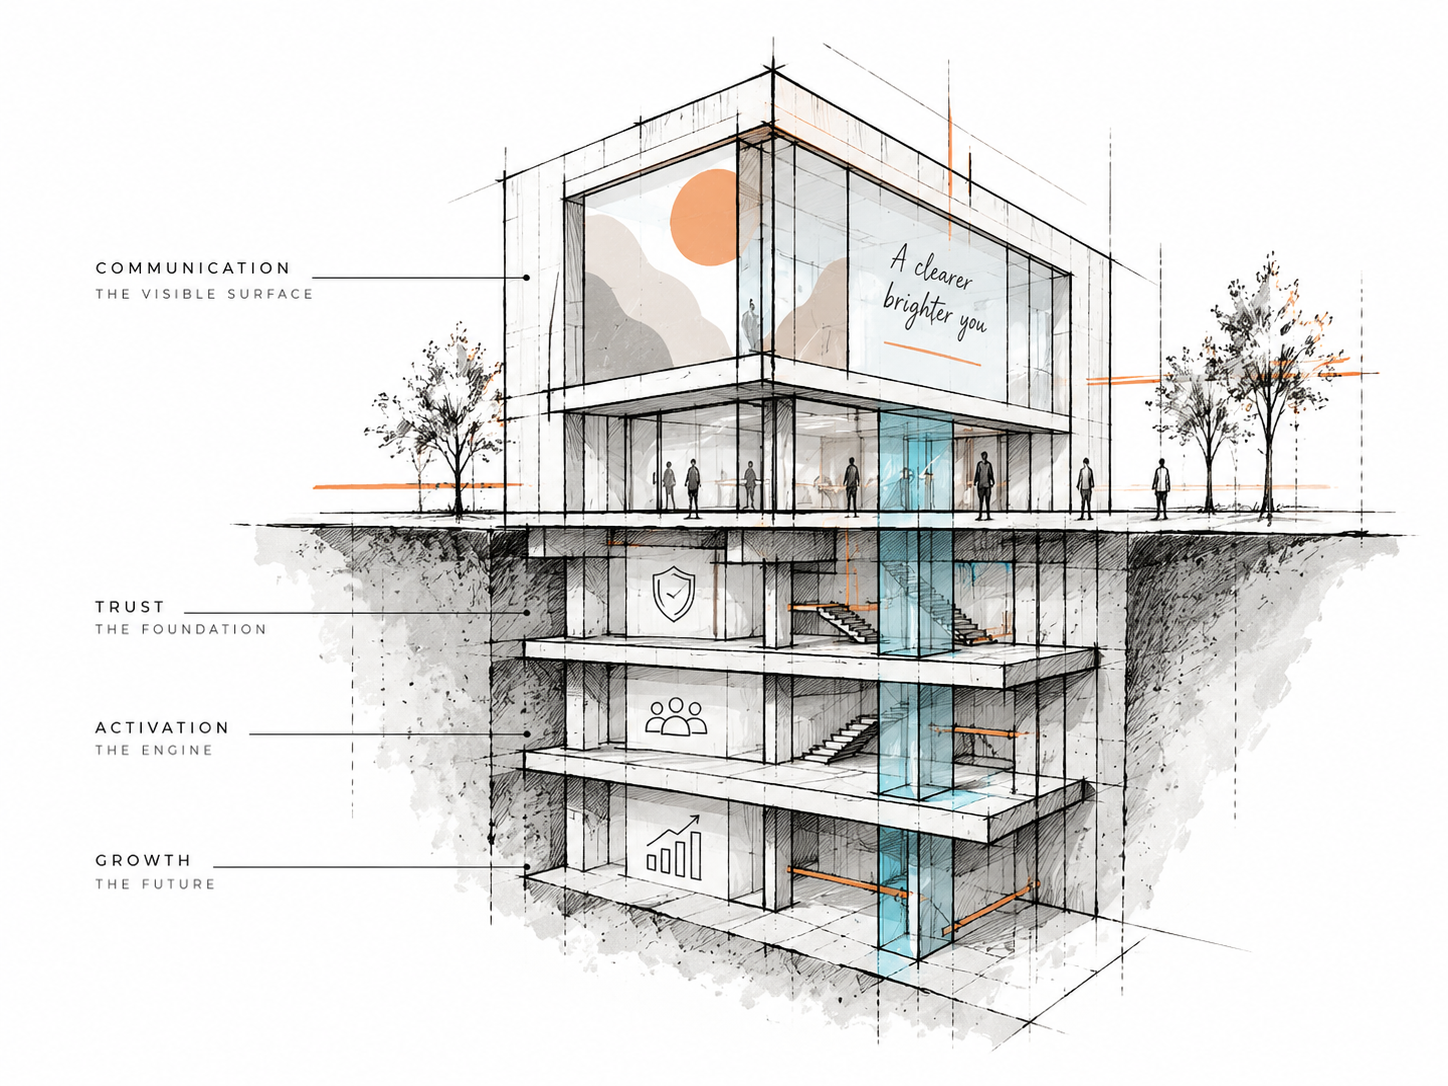 COMMUNICATION
THE VISIBLE SURFACE
A clearer
brighter you
TRUST
THE FOUNDATION
ACTIVATION
THE ENGINE
GROWTH
THE FUTURE